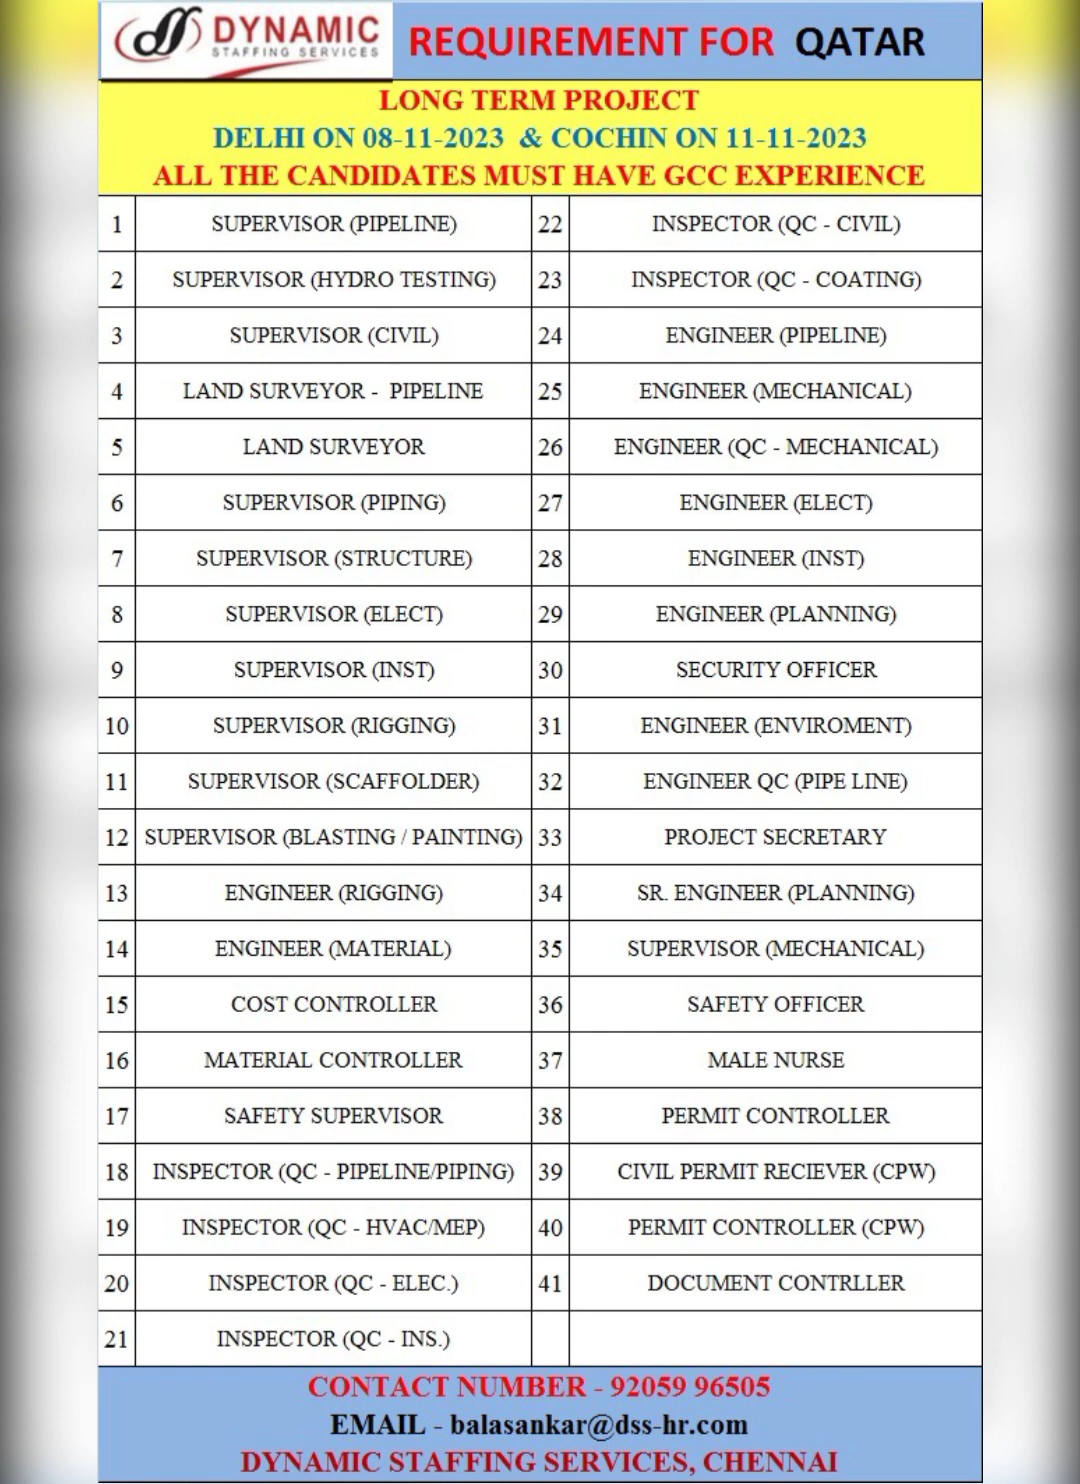 DYNAMIC
STAFFING SERVICES
REQUIREMENT FOR QATAR
LONG TERM PROJECT
DELHI ON 08-11-2023 & COCHIN ON 11-11-2023
ALL THE CANDIDATES MUST HAVE GCC EXPERIENCE
1 SUPERVISOR (PIPELINE) 22 INSPECTOR (QC - CIVIL)
2 SUPERVISOR (HYDRO TESTING) 23 INSPECTOR (QC - COATING)
3 SUPERVISOR (CIVIL) 24 ENGINEER (PIPELINE)
4 LAND SURVEYOR - PIPELINE 25 ENGINEER (MECHANICAL)
5 LAND SURVEYOR 26 ENGINEER (QC - MECHANICAL)
6 SUPERVISOR (PIPING) 27 ENGINEER (ELECT)
7 SUPERVISOR (STRUCTURE) 28 ENGINEER (INST)
8 SUPERVISOR (ELECT) 29 ENGINEER (PLANNING)
9 SUPERVISOR (INST) 30 SECURITY OFFICER
10 SUPERVISOR (RIGGING) 31 ENGINEER (ENVIROMENT)
11 SUPERVISOR (SCAFFOLDER) 32 ENGINEER QC (PIPE LINE)
12 SUPERVISOR (BLASTING / PAINTING) 33 PROJECT SECRETARY
13 ENGINEER (RIGGING) 34 SR. ENGINEER (PLANNING)
14 ENGINEER (MATERIAL) 35 SUPERVISOR (MECHANICAL)
15 COST CONTROLLER 36 SAFETY OFFICER
16 MATERIAL CONTROLLER 37 MALE NURSE
17 SAFETY SUPERVISOR 38 PERMIT CONTROLLER
18 INSPECTOR (QC - PIPELINE/PIPING) 39 CIVIL PERMIT RECIEVER (CPW)
19 INSPECTOR (QC - HVAC/MEP) 40 PERMIT CONTROLLER (CPW)
20 INSPECTOR (QC - ELEC.) 41 DOCUMENT CONTRLLER
21 INSPECTOR (QC - INS.)
CONTACT NUMBER - 92059 96505
EMAIL - balasankar@dss-hr.com
DYNAMIC STAFFING SERVICES, CHENNAI